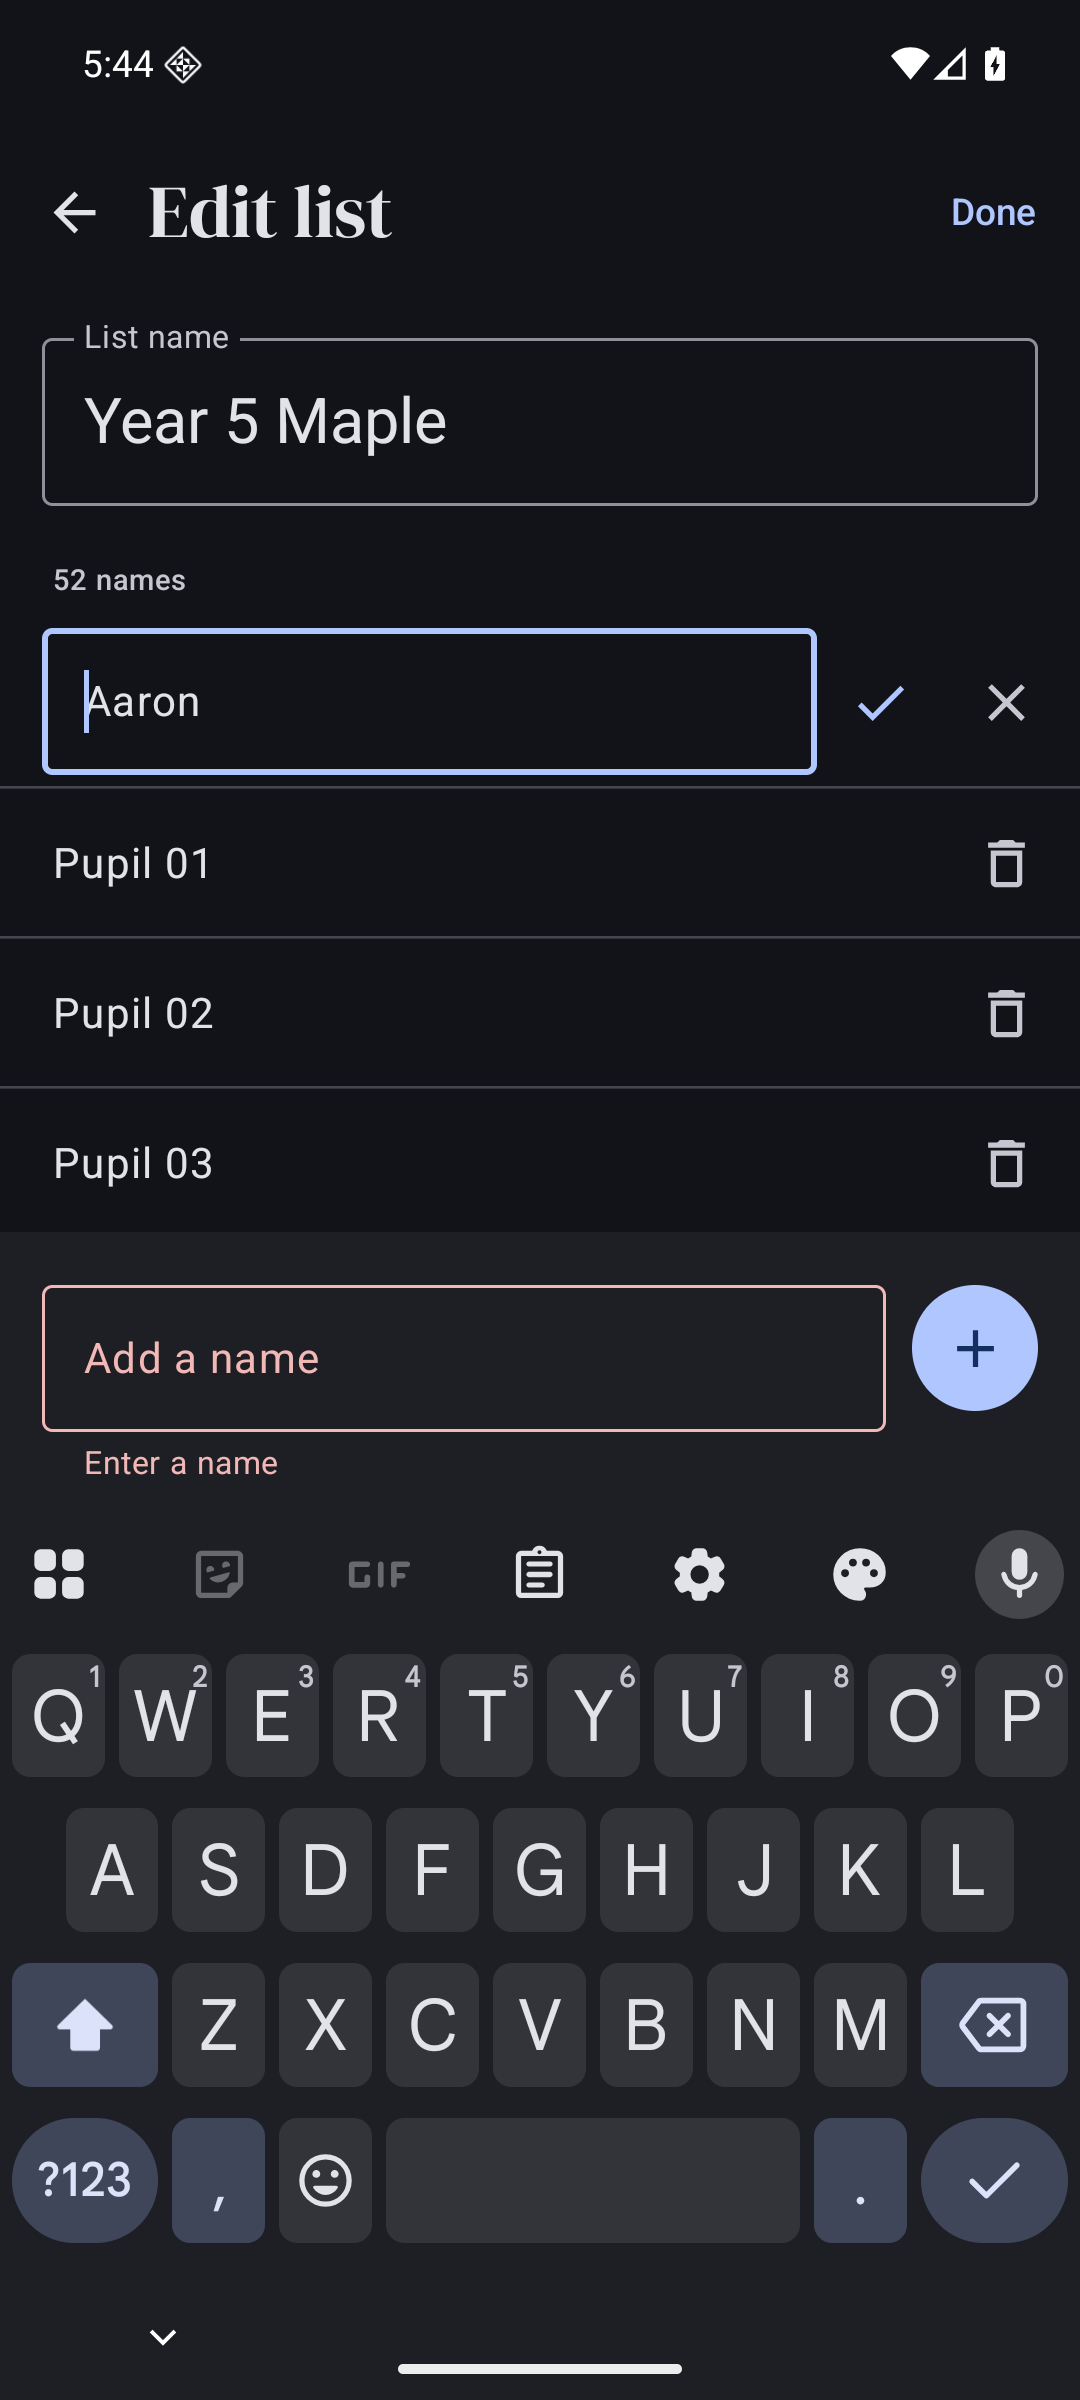 5:44
Edit list
Done
List name
Year 5 Maple
52 names
Aaron
Pupil 01
Pupil 02
Pupil 03
Add a name
Enter a name
GIF
Q1 W2 E3 R4 T5 Y6 U7 I8 O9 P0
A S D F G H J K L
Z X C V B N M
?123 , .